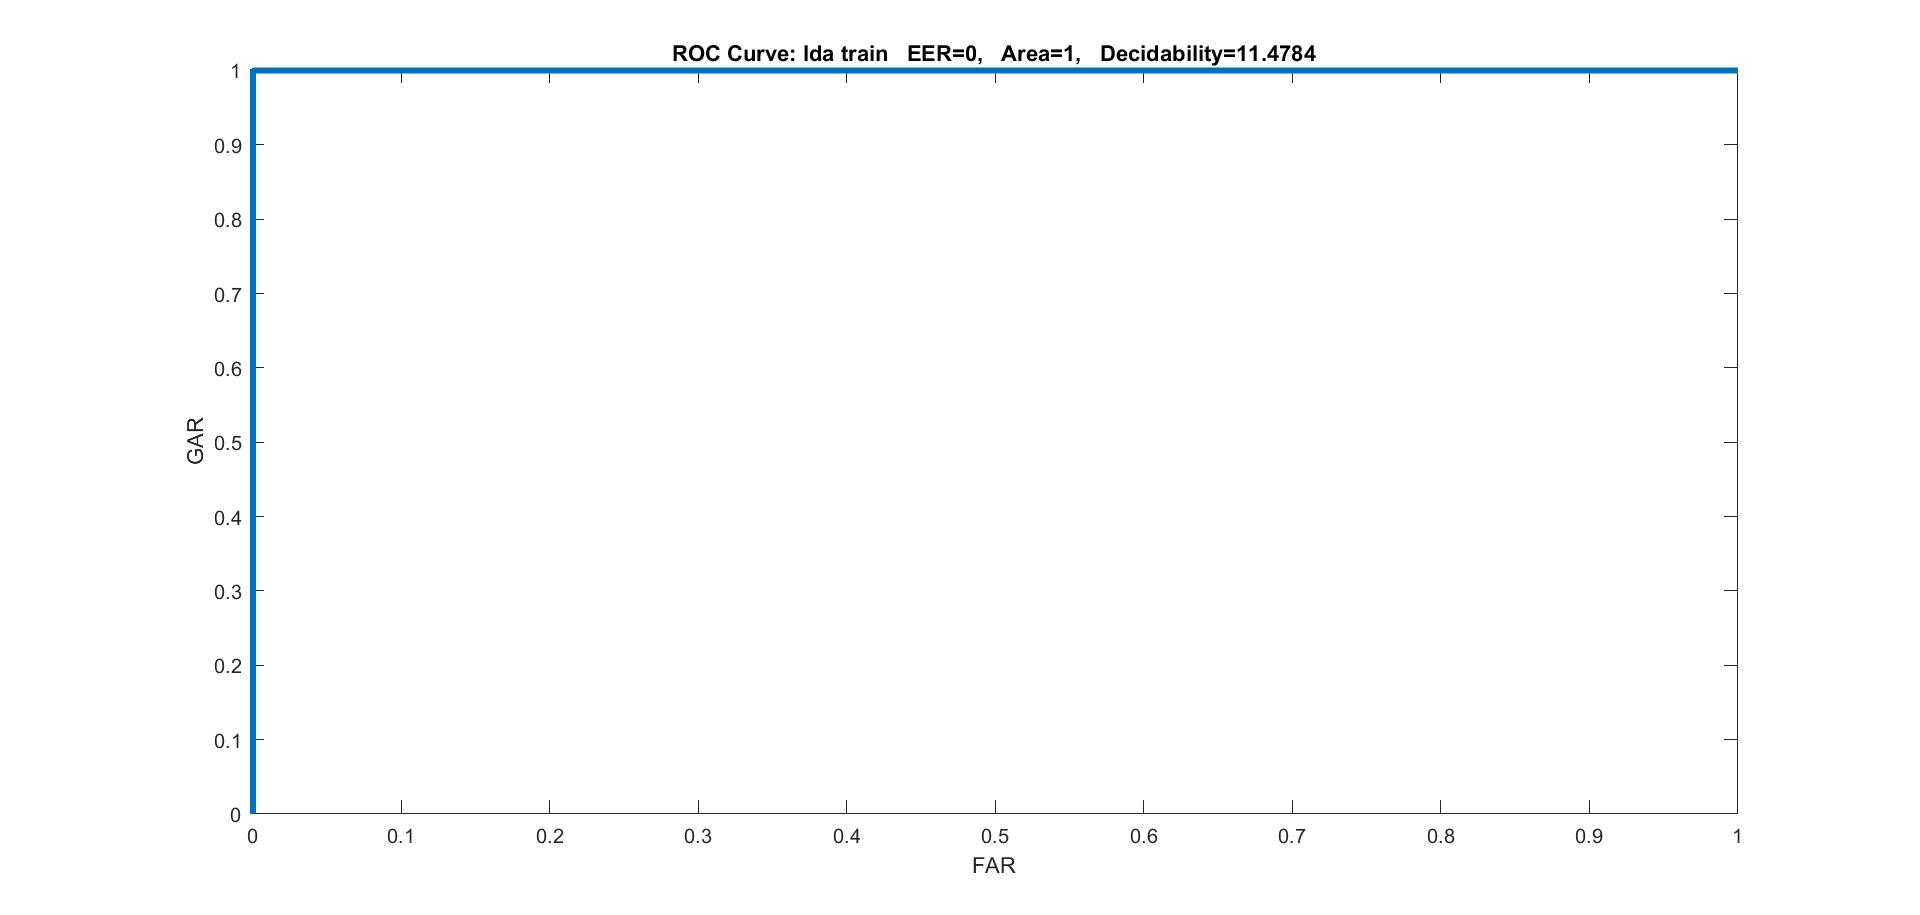 ROC Curve: lda train   EER=0,   Area=1,   Decidability=11.4784
1
0.9
0.8
0.7
0.6
0.5
0.4
0.3
0.2
0.1
0
GAR
0 0.1 0.2 0.3 0.4 0.5 0.6 0.7 0.8 0.9 1
FAR